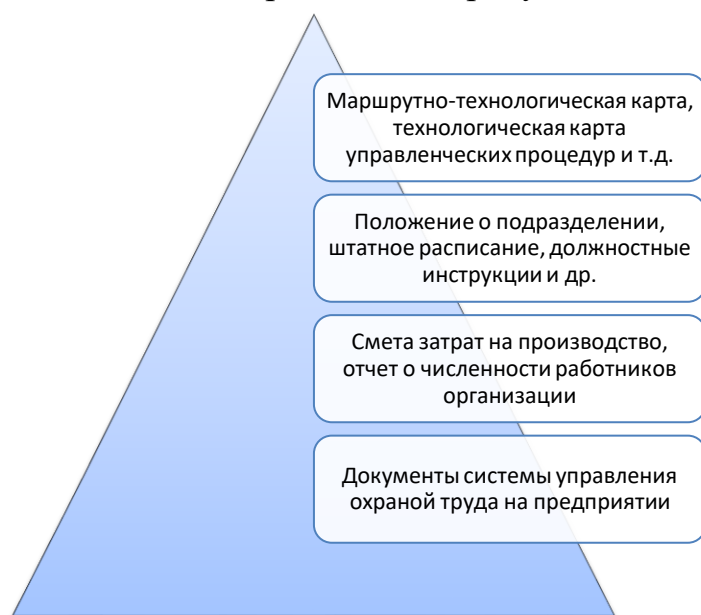 Маршрутно-технологическая карта,
технологическая карта
управленческих процедур и т.д.
Положение о подразделении,
штатное расписание, должностные
инструкции и др.
Смета затрат на производство,
отчет о численности работников
организации
Документы системы управления
охраной труда на предприятии